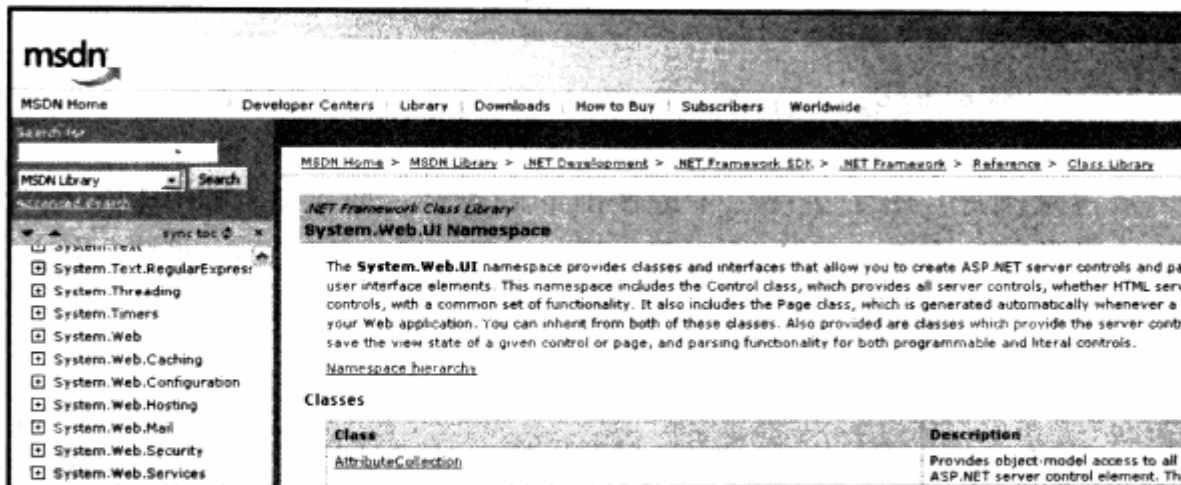 msdn
MSDN Home Developer Centers Library Downloads How to Buy Subscribers Worldwide
Search for
MSDN Library Search
Advanced Search
sync toc
System.Text
System.Text.RegularExpress
System.Threading
System.Timers
System.Web
System.Web.Caching
System.Web.Configuration
System.Web.Hosting
System.Web.Mail
System.Web.Security
System.Web.Services
MSDN Home > MSDN Library > .NET Development > .NET Framework SDK > .NET Framework > Reference > Class Library
.NET Framework Class Library
System.Web.UI Namespace
The System.Web.UI namespace provides classes and interfaces that allow you to create ASP.NET server controls and pa
user interface elements. This namespace includes the Control class, which provides all server controls, whether HTML serv
controls, with a common set of functionality. It also includes the Page class, which is generated automatically whenever a
your Web application. You can inherit from both of these classes. Also provided are classes which provide the server contr
save the view state of a given control or page, and parsing functionality for both programmable and literal controls.
Namespace hierarchy
Classes
Class Description
AttributeCollection Provides object-model access to all
ASP.NET server control element. Th